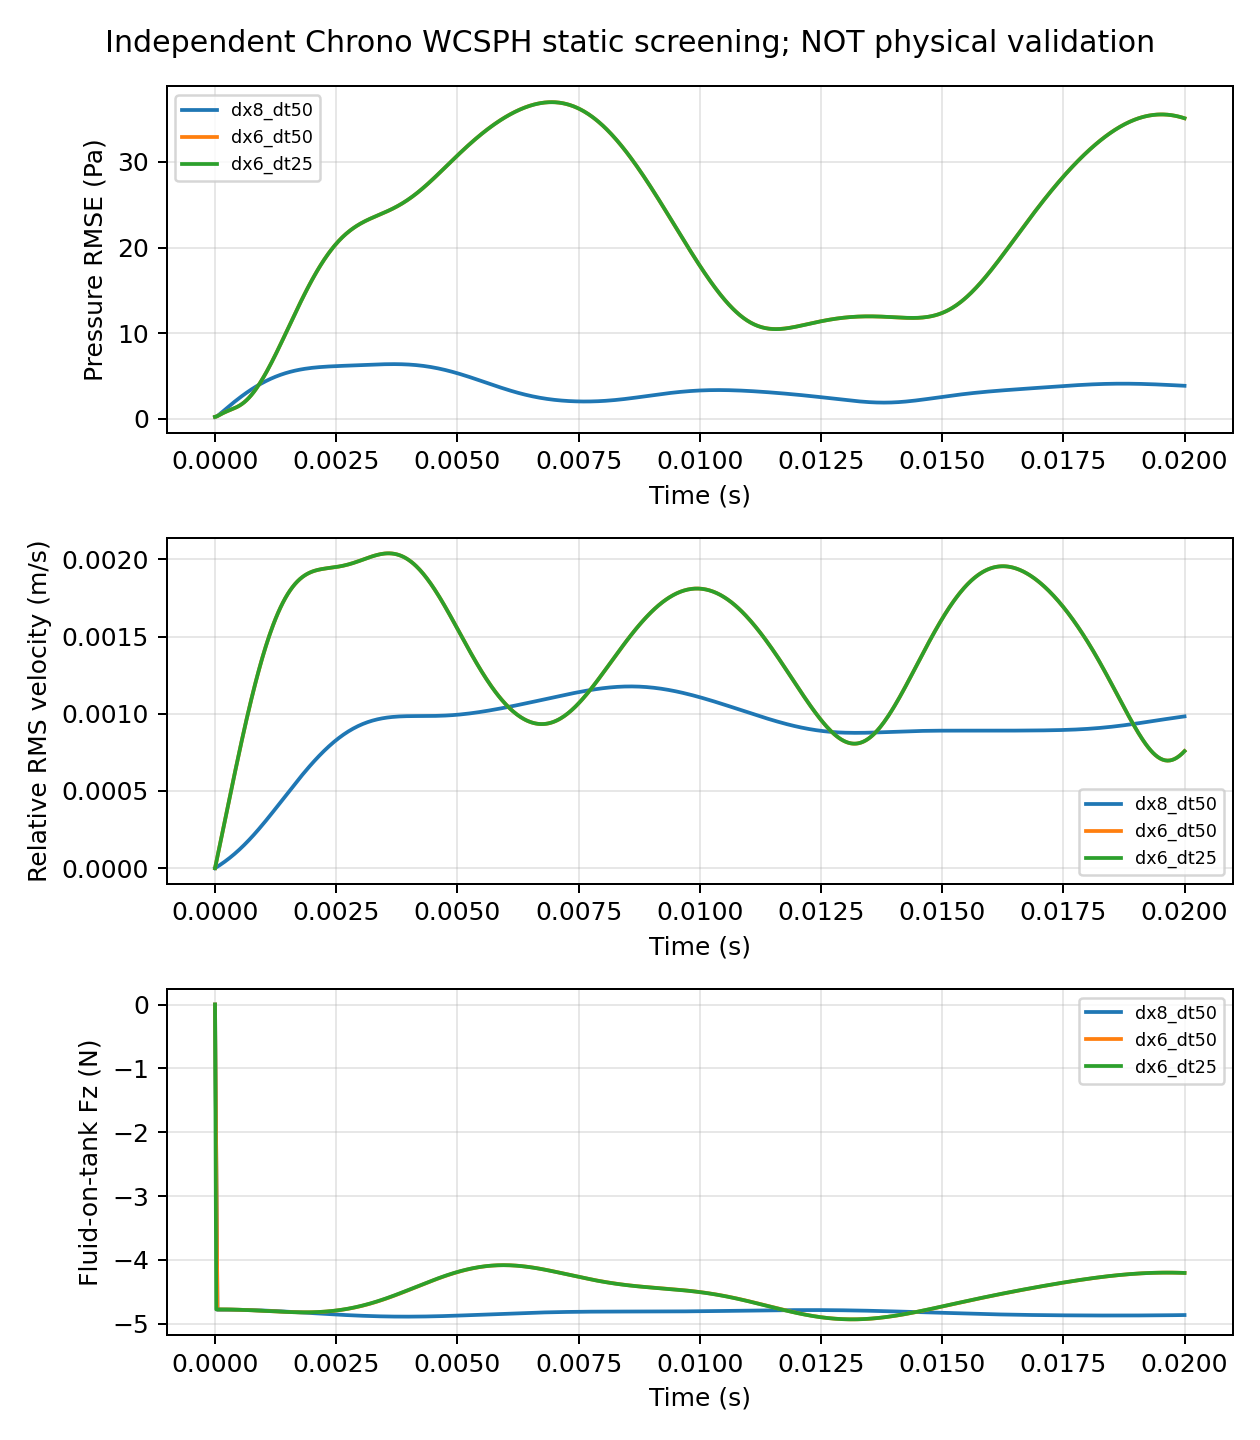 Independent Chrono WCSPH static screening; NOT physical validation
Pressure RMSE (Pa)
30
20
10
0
dx8_dt50
dx6_dt50
dx6_dt25
0.0000 0.0025 0.0050 0.0075 0.0100 0.0125 0.0150 0.0175 0.0200
Time (s)
Relative RMS velocity (m/s)
0.0020
0.0015
0.0010
0.0005
0.0000
dx8_dt50
dx6_dt50
dx6_dt25
0.0000 0.0025 0.0050 0.0075 0.0100 0.0125 0.0150 0.0175 0.0200
Time (s)
Fluid-on-tank Fz (N)
0
−1
−2
−3
−4
−5
dx8_dt50
dx6_dt50
dx6_dt25
0.0000 0.0025 0.0050 0.0075 0.0100 0.0125 0.0150 0.0175 0.0200
Time (s)